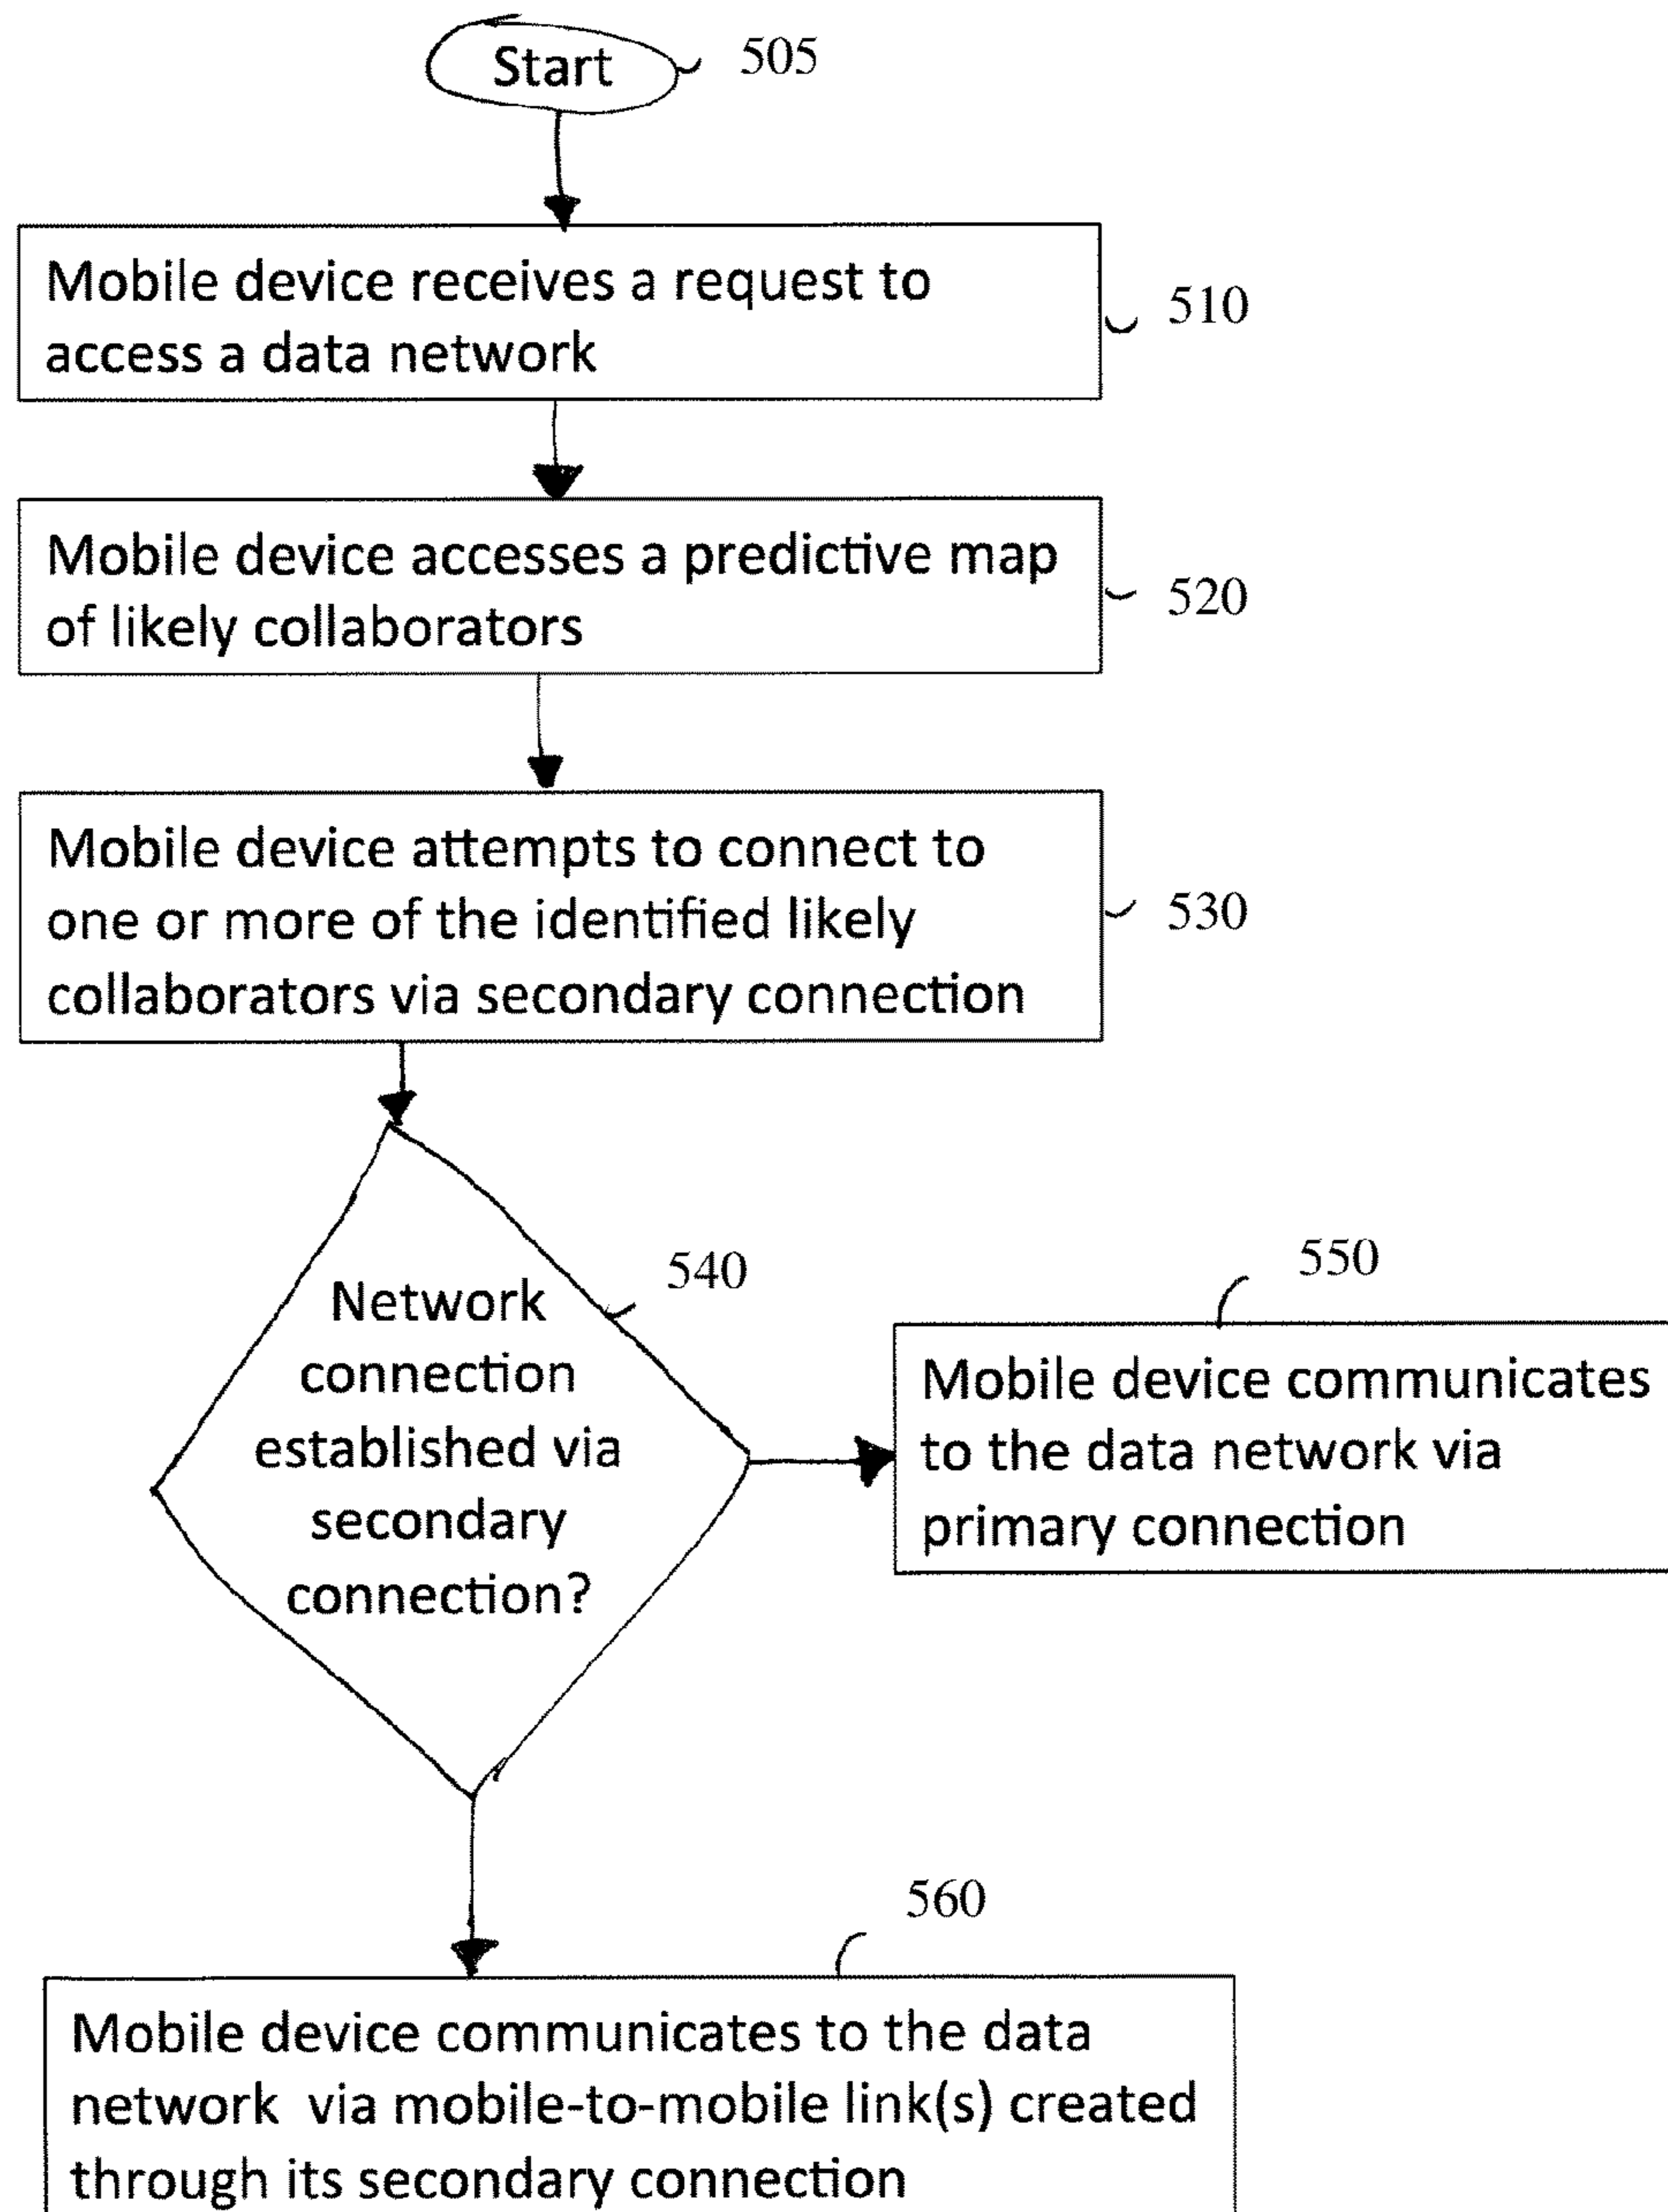 Start
505
Mobile device receives a request to
access a data network
510
Mobile device accesses a predictive map
of likely collaborators
520
Mobile device attempts to connect to
one or more of the identified likely
collaborators via secondary connection
530
540
Network
connection
established via
secondary
connection?
550
Mobile device communicates
to the data network via
primary connection
560
Mobile device communicates to the data
network via mobile-to-mobile link(s) created
through its secondary connection